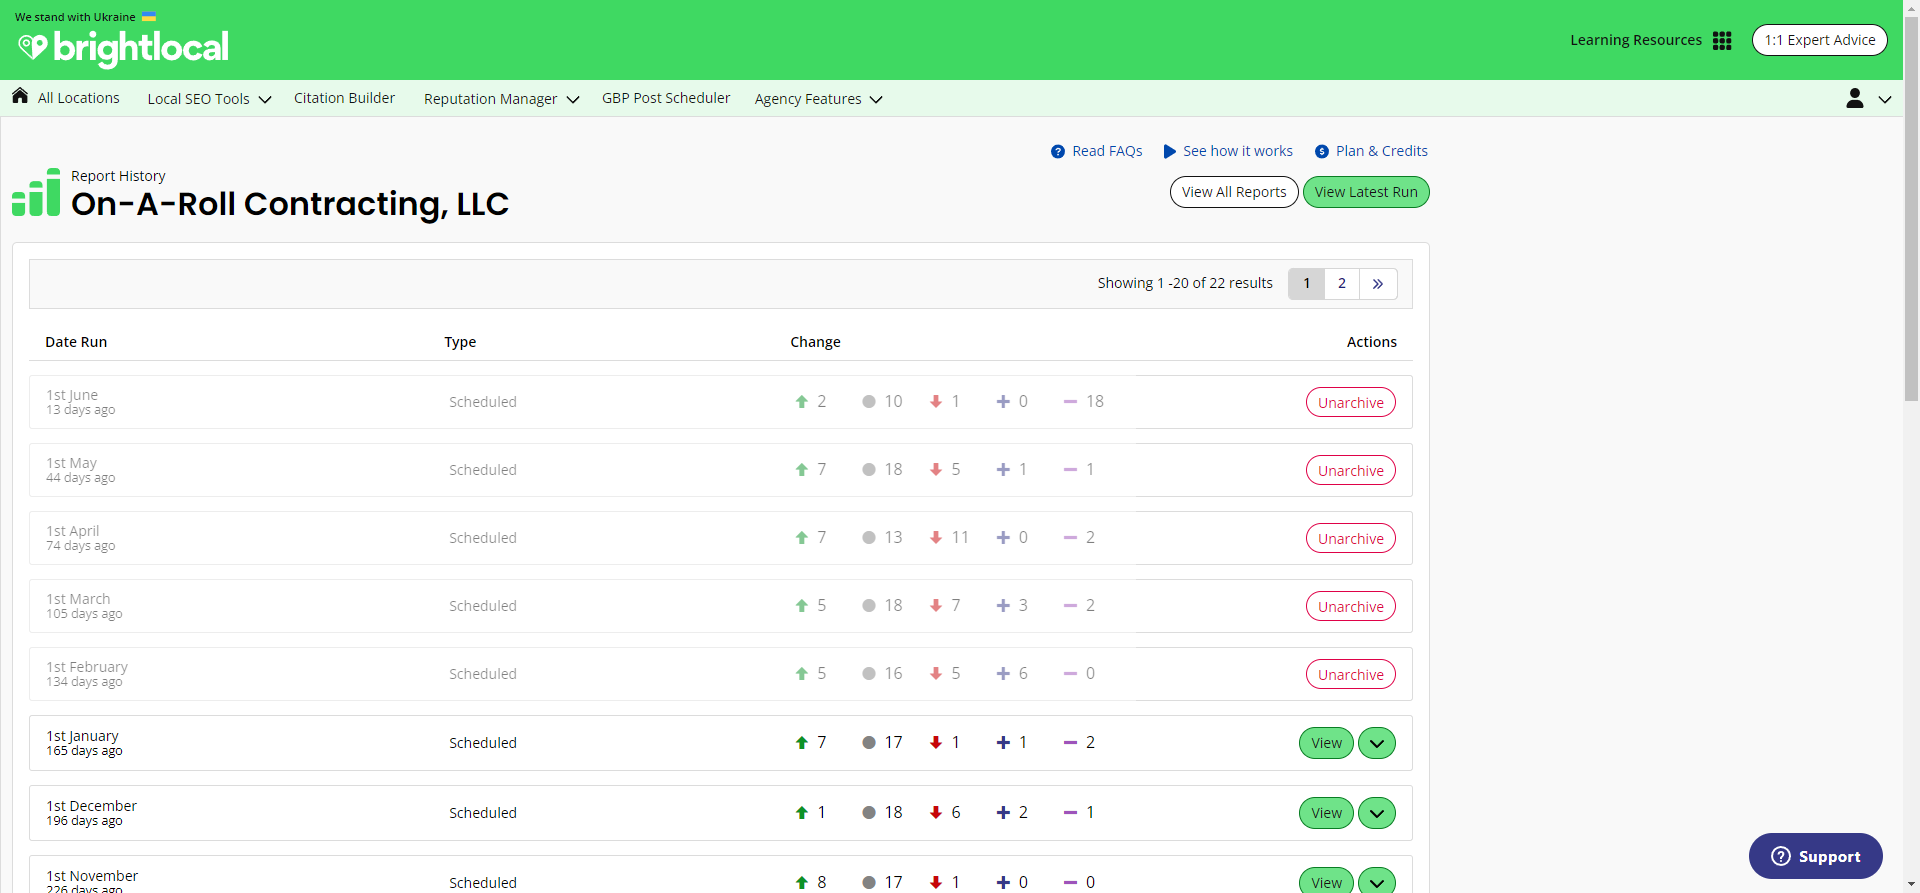 We stand with Ukraine
brightlocal
Learning Resources
1:1 Expert Advice
All Locations
Local SEO Tools
Citation Builder
Reputation Manager
GBP Post Scheduler
Agency Features
Read FAQs
See how it works
Plan & Credits
Report History
On-A-Roll Contracting, LLC
View All Reports
View Latest Run
Showing 1 -20 of 22 results
1
2
»
Date Run
Type
Change
Actions
1st June
13 days ago
Scheduled
2
10
1
0
18
Unarchive
1st May
44 days ago
Scheduled
7
18
5
1
1
Unarchive
1st April
74 days ago
Scheduled
7
13
11
0
2
Unarchive
1st March
105 days ago
Scheduled
5
18
7
3
2
Unarchive
1st February
134 days ago
Scheduled
5
16
5
6
0
Unarchive
1st January
165 days ago
Scheduled
7
17
1
1
2
View
1st December
196 days ago
Scheduled
1
18
6
2
1
View
1st November
226 days ago
Scheduled
8
17
1
0
0
View
Support